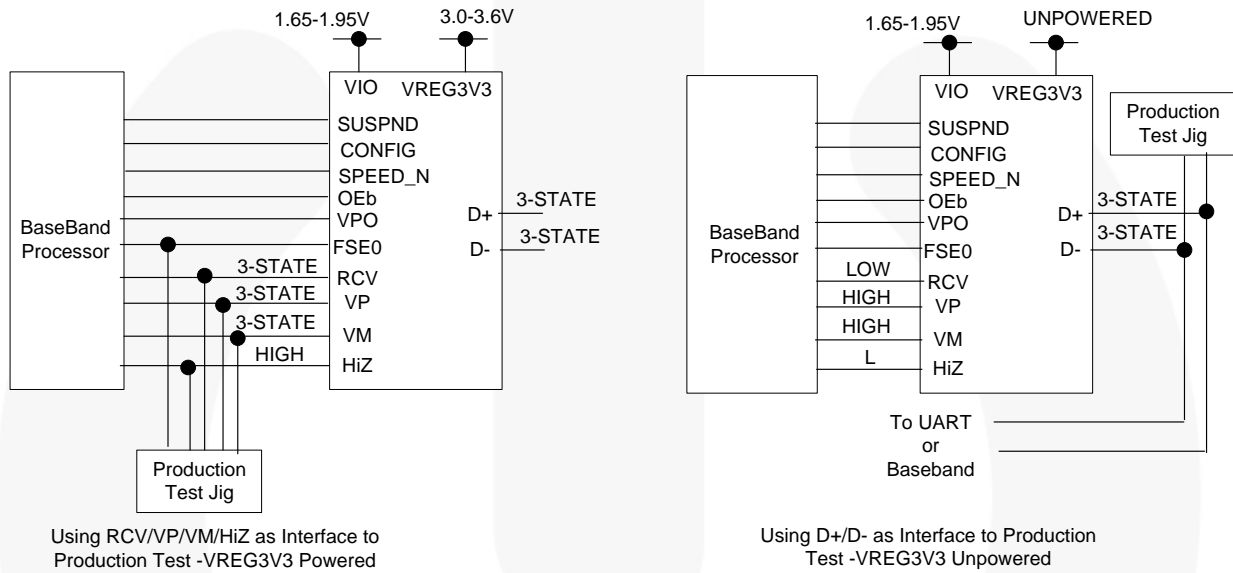 1.65-1.95V
3.0-3.6V
VIO
VREG3V3
SUSPND
CONFIG
SPEED_N
OEb
VPO
FSE0
RCV
VP
VM
HiZ
D+
D-
3-STATE
3-STATE
BaseBand
Processor
3-STATE
3-STATE
3-STATE
HIGH
Production
Test Jig
Using RCV/VP/VM/HiZ as Interface to
Production Test -VREG3V3 Powered
1.65-1.95V
UNPOWERED
VIO
VREG3V3
Production
Test Jig
SUSPND
CONFIG
SPEED_N
OEb
VPO
FSE0
RCV
VP
VM
HiZ
D+
D-
3-STATE
3-STATE
BaseBand
Processor
LOW
HIGH
HIGH
L
To UART
or
Baseband
Using D+/D- as Interface to Production
Test -VREG3V3 Unpowered